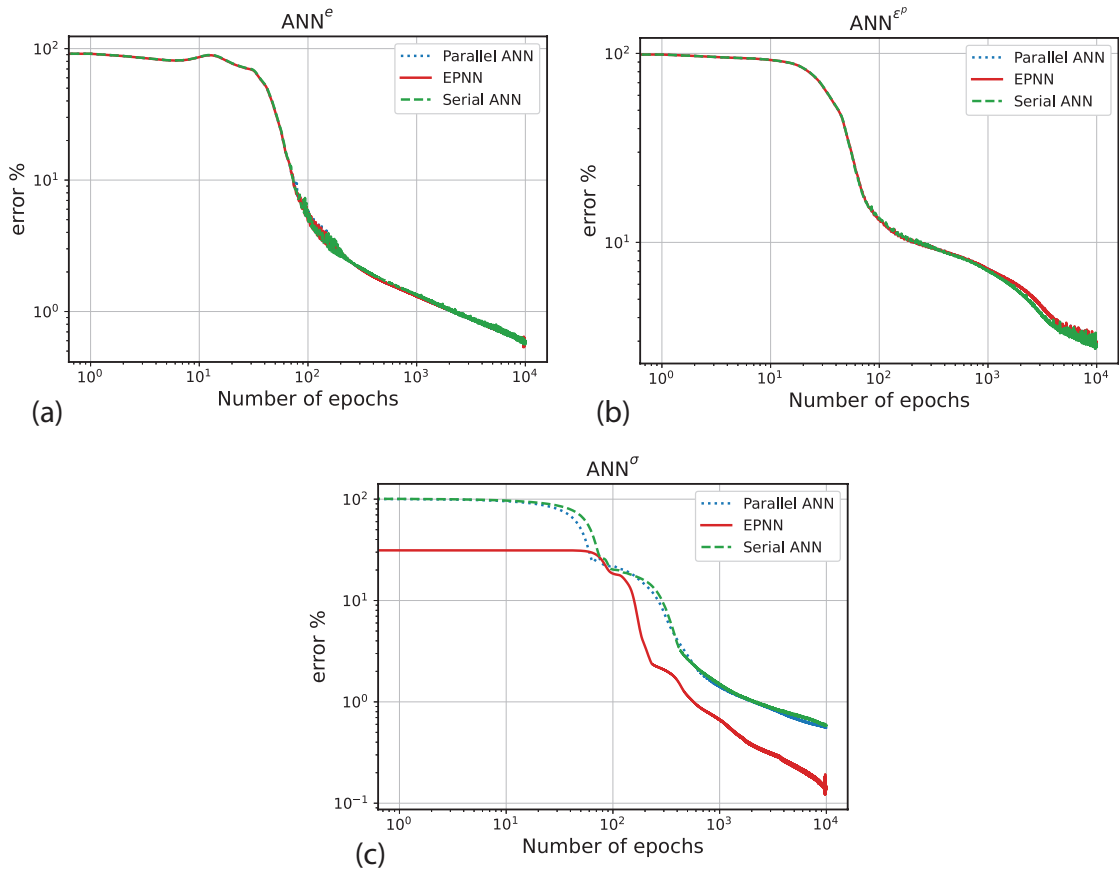 ANN^e
error %
10^2
10^1
10^0
Parallel ANN
EPNN
Serial ANN
10^0 10^1 10^2 10^3 10^4
Number of epochs
(a)
ANN^{ε^p}
error %
10^2
10^1
Parallel ANN
EPNN
Serial ANN
10^0 10^1 10^2 10^3 10^4
Number of epochs
(b)
ANN^σ
error %
10^2
10^1
10^0
10^{-1}
Parallel ANN
EPNN
Serial ANN
10^0 10^1 10^2 10^3 10^4
Number of epochs
(c)